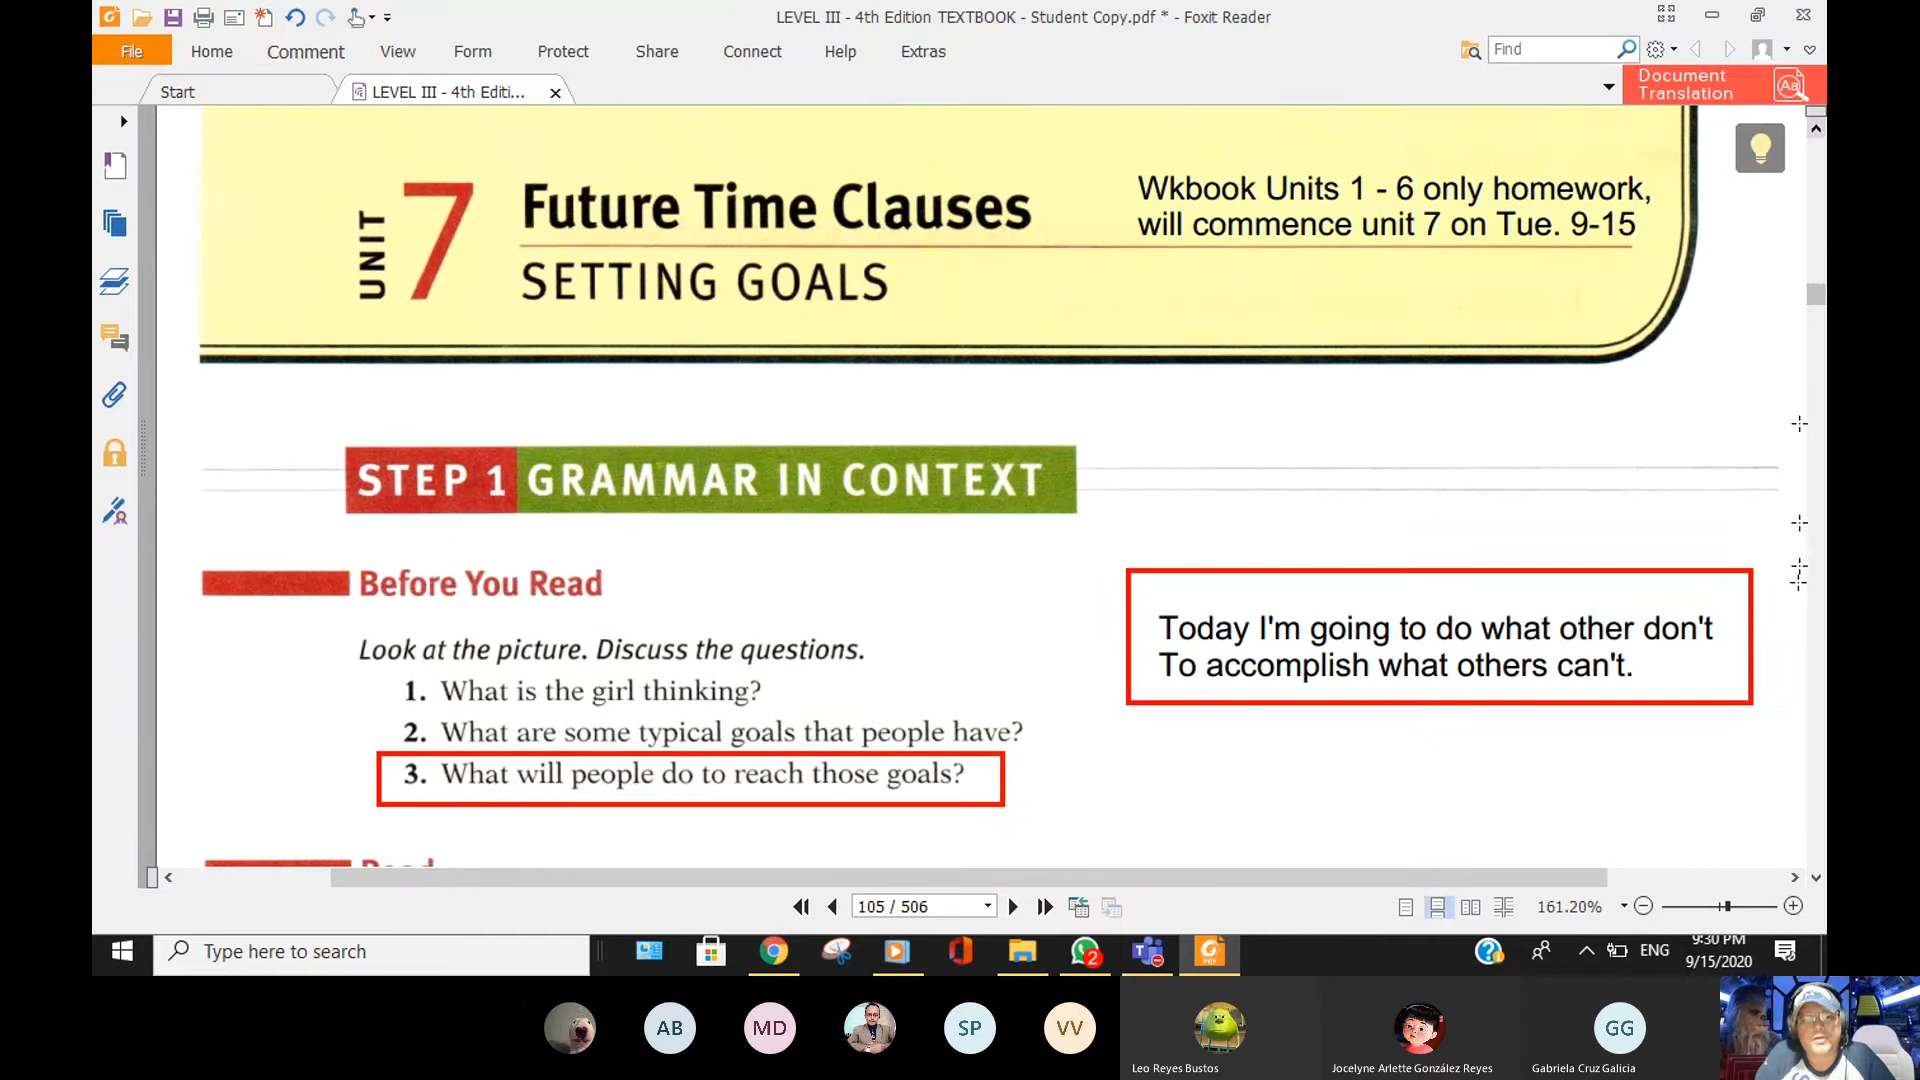 LEVEL III - 4th Edition TEXTBOOK - Student Copy.pdf * - Foxit Reader
File Home Comment View Form Protect Share Connect Help Extras
Find
Start
LEVEL III - 4th Editi...
Document
Translation
UNIT 7
Future Time Clauses
SETTING GOALS
Wkbook Units 1 - 6 only homework,
will commence unit 7 on Tue. 9-15
STEP 1 GRAMMAR IN CONTEXT
Before You Read
Look at the picture. Discuss the questions.
1. What is the girl thinking?
2. What are some typical goals that people have?
3. What will people do to reach those goals?
Today I'm going to do what other don't
To accomplish what others can't.
Read
105 / 506
161.20%
Type here to search
2
ENG
9:30 PM
9/15/2020
AB
MD
SP
VV
GG
Leo Reyes Bustos
Jocelyne Arlette González Reyes
Gabriela Cruz Galicia